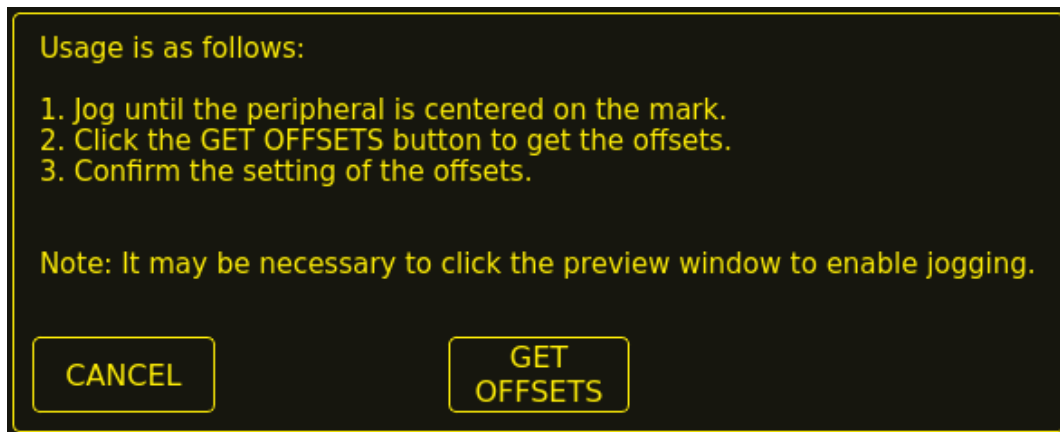 Usage is as follows:
1. Jog until the peripheral is centered on the mark.
2. Click the GET OFFSETS button to get the offsets.
3. Confirm the setting of the offsets.
Note: It may be necessary to click the preview window to enable jogging.
CANCEL
GET
OFFSETS